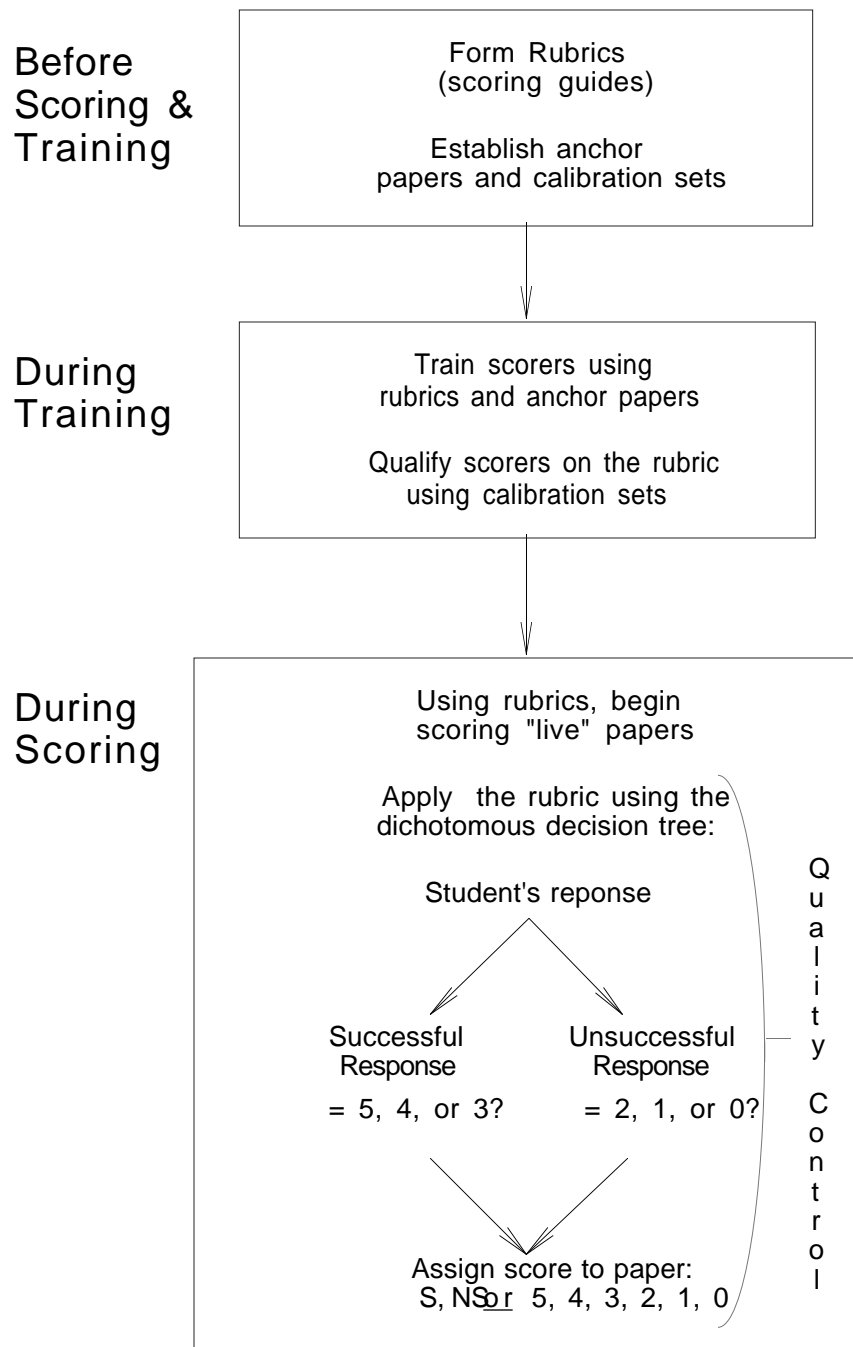 Before
Scoring &
Training
Form Rubrics
(scoring guides)
Establish anchor
papers and calibration sets
During
Training
Train scorers using
rubrics and anchor papers
Qualify scorers on the rubric
using calibration sets
During
Scoring
Using rubrics, begin
scoring "live" papers
Apply the rubric using the
dichotomous decision tree:
Student's reponse
Successful
Response
= 5, 4, or 3?
Unsuccessful
Response
= 2, 1, or 0?
Assign score to paper:
S, NS or 5, 4, 3, 2, 1, 0
Quality Control